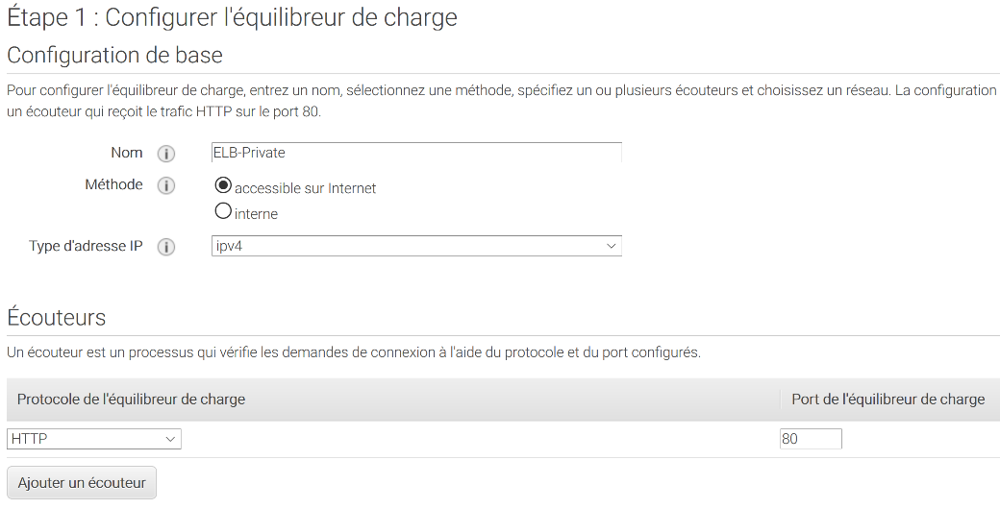 Étape 1 : Configurer l'équilibreur de charge
Configuration de base
Pour configurer l'équilibreur de charge, entrez un nom, sélectionnez une méthode, spécifiez un ou plusieurs écouteurs et choisissez un réseau. La configuration
un écouteur qui reçoit le trafic HTTP sur le port 80.
Nom i ELB-Private
Méthode i accessible sur Internet
interne
Type d'adresse IP i ipv4
Écouteurs
Un écouteur est un processus qui vérifie les demandes de connexion à l'aide du protocole et du port configurés.
Protocole de l'équilibreur de charge Port de l'équilibreur de charge
HTTP 80
Ajouter un écouteur